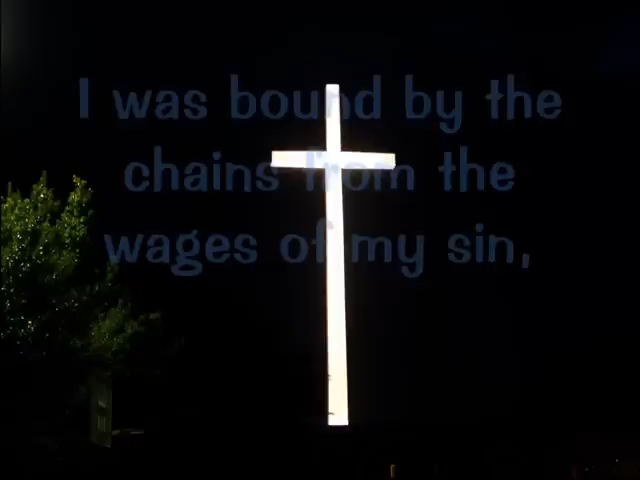 I was bound by the
chains from the
wages of my sin,